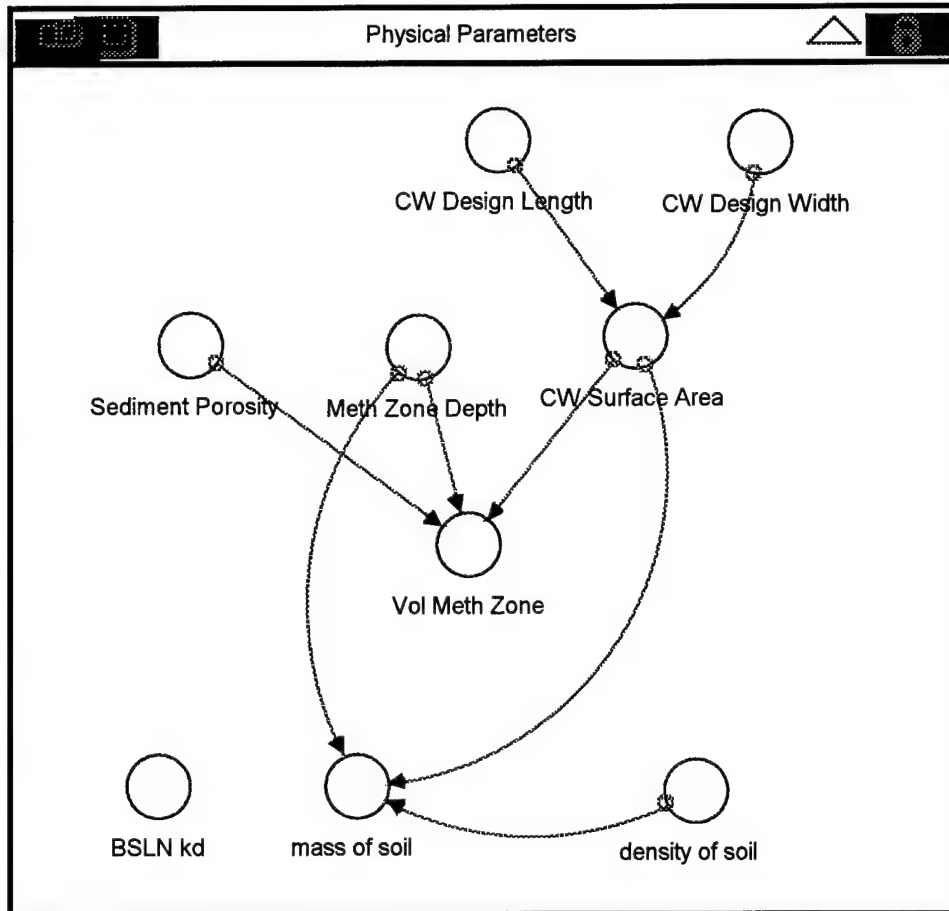 Physical Parameters
CW Design Length
CW Design Width
Sediment Porosity
Meth Zone Depth
CW Surface Area
Vol Meth Zone
BSLN kd
mass of soil
density of soil